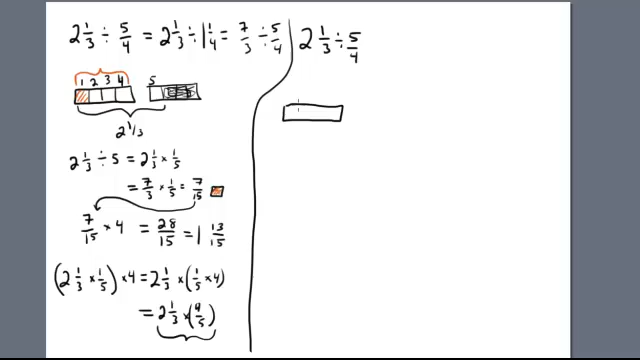 2 1/3 ÷ 5/4 = 2 1/3 ÷ 1 1/4 = 7/3 ÷ 5/4
1 2 3 4 5
2 1/3
2 1/3 ÷ 5 = 2 1/3 × 1/5
= 7/3 × 1/5 = 7/15
7/15 × 4 = 28/15 = 1 13/15
(2 1/3 × 1/5) × 4 = 2 1/3 × (1/5 × 4)
= 2 1/3 × (4/5)
2 1/3 ÷ 5/4